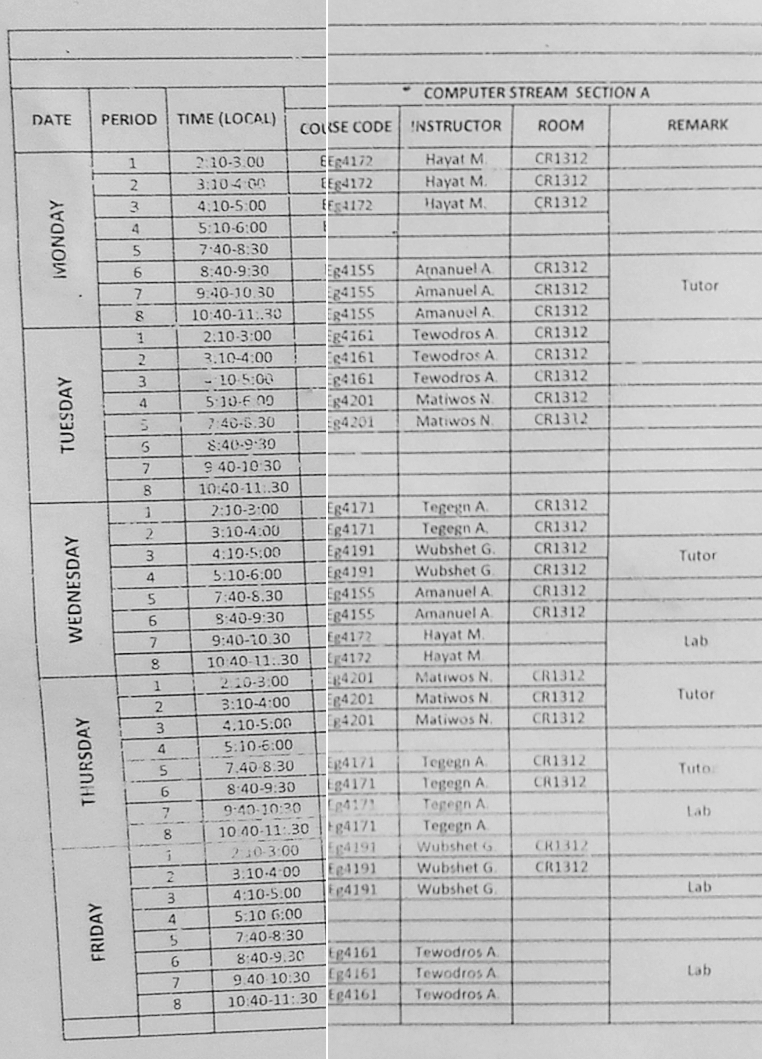 COMPUTER STREAM SECTION A
DATE PERIOD TIME (LOCAL) COURSE CODE INSTRUCTOR ROOM REMARK
MONDAY
1 2:10-3:00 EEg4172 Hayat M. CR1312
2 3:10-4:00 EEg4172 Hayat M. CR1312
3 4:10-5:00 EEg4172 Hayat M. CR1312
4 5:10-6:00
5 7:40-8:30
6 8:40-9:30 Eg4155 Amanuel A. CR1312
7 9:40-10:30 Eg4155 Amanuel A. CR1312 Tutor
8 10:40-11:30 Eg4155 Amanuel A. CR1312
TUESDAY
1 2:10-3:00 Eg4161 Tewodros A. CR1312
2 3:10-4:00 Eg4161 Tewodros A. CR1312
3 4:10-5:00 Eg4161 Tewodros A. CR1312
4 5:10-6:00 Eg4201 Matiwos N. CR1312
5 7:40-8:30 Eg4201 Matiwos N. CR1312
6 8:40-9:30
7 9:40-10:30
8 10:40-11:30
WEDNESDAY
1 2:10-3:00 Eg4171 Tegegn A. CR1312
2 3:10-4:00 Eg4171 Tegegn A. CR1312
3 4:10-5:00 Eg4191 Wubshet G. CR1312 Tutor
4 5:10-6:00 Eg4191 Wubshet G. CR1312
5 7:40-8:30 Eg4155 Amanuel A. CR1312
6 8:40-9:30 Eg4155 Amanuel A. CR1312
7 9:40-10:30 Eg4172 Hayat M. Lab
8 10:40-11:30 Eg4172 Hayat M.
THURSDAY
1 2:10-3:00 Eg4201 Matiwos N. CR1312
2 3:10-4:00 Eg4201 Matiwos N. CR1312 Tutor
3 4:10-5:00 Eg4201 Matiwos N. CR1312
4 5:10-6:00
5 7:40-8:30 Eg4171 Tegegn A. CR1312 Tutor
6 8:40-9:30 Eg4171 Tegegn A. CR1312
7 9:40-10:30 Eg4171 Tegegn A. Lab
8 10:40-11:30 Eg4171 Tegegn A.
FRIDAY
1 2:10-3:00 Eg4191 Wubshet G. CR1312
2 3:10-4:00 Eg4191 Wubshet G. CR1312
3 4:10-5:00 Eg4191 Wubshet G. Lab
4 5:10-6:00
5 7:40-8:30
6 8:40-9:30 Eg4161 Tewodros A.
7 9:40-10:30 Eg4161 Tewodros A. Lab
8 10:40-11:30 Eg4161 Tewodros A.